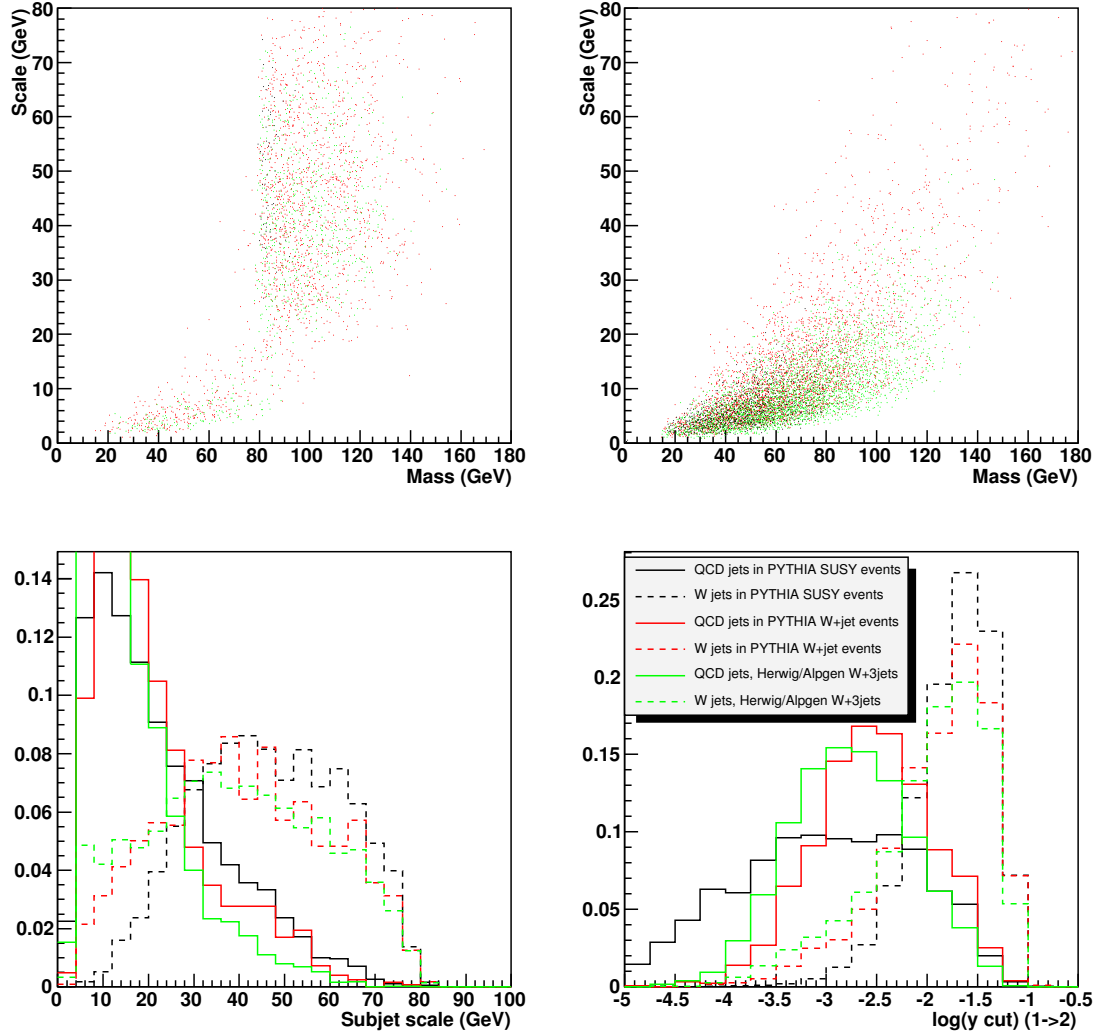 Scale (GeV)
80
70
60
50
40
30
20
10
0
0 20 40 60 80 100 120 140 160 180
Mass (GeV)
Scale (GeV)
80
70
60
50
40
30
20
10
0
0 20 40 60 80 100 120 140 160 180
Mass (GeV)
0.14
0.12
0.1
0.08
0.06
0.04
0.02
0
0 10 20 30 40 50 60 70 80 90 100
Subjet scale (GeV)
QCD jets in PYTHIA SUSY events
W jets in PYTHIA SUSY events
QCD jets in PYTHIA W+jet events
W jets in PYTHIA W+jet events
QCD jets, Herwig/Alpgen W+3jets
W jets, Herwig/Alpgen W+3jets
0.25
0.2
0.15
0.1
0.05
0
-5 -4.5 -4 -3.5 -3 -2.5 -2 -1.5 -1 -0.5
log(y cut) (1->2)